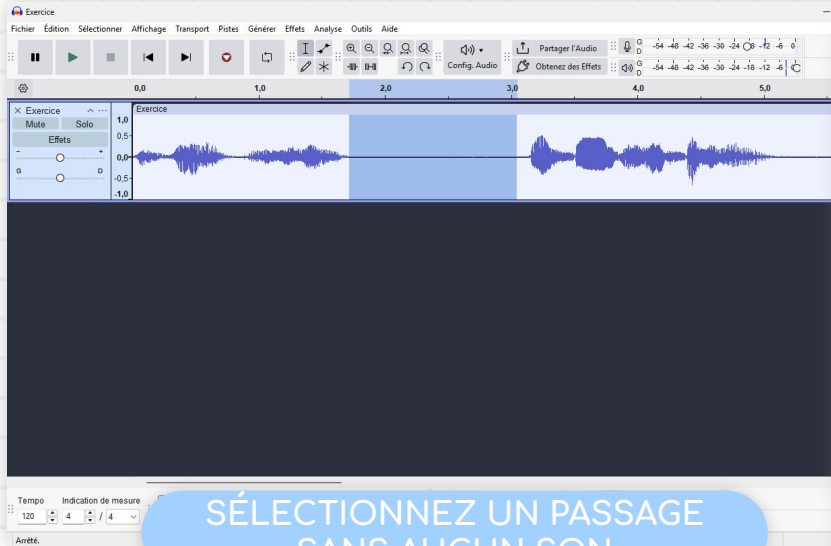 Exercice
Fichier Édition Sélectionner Affichage Transport Pistes Générer Effets Analyse Outils Aide
G D -54 -48 -42 -36 -30 -24 -12 -6 0
Config. Audio
Partager l'Audio
Obtenez des Effets
G D -54 -48 -42 -36 -30 -24 -18 -12 -6
0,0 1,0 2,0 3,0 4,0 5,0
Exercice
Exercice
Mute Solo
Effets
- +
G D
1,0
0,5
0,0
-0,5
-1,0
Tempo Indication de mesure
120 4 / 4
SÉLECTIONNEZ UN PASSAGE
SANS AUCUN SON
Arrêté.